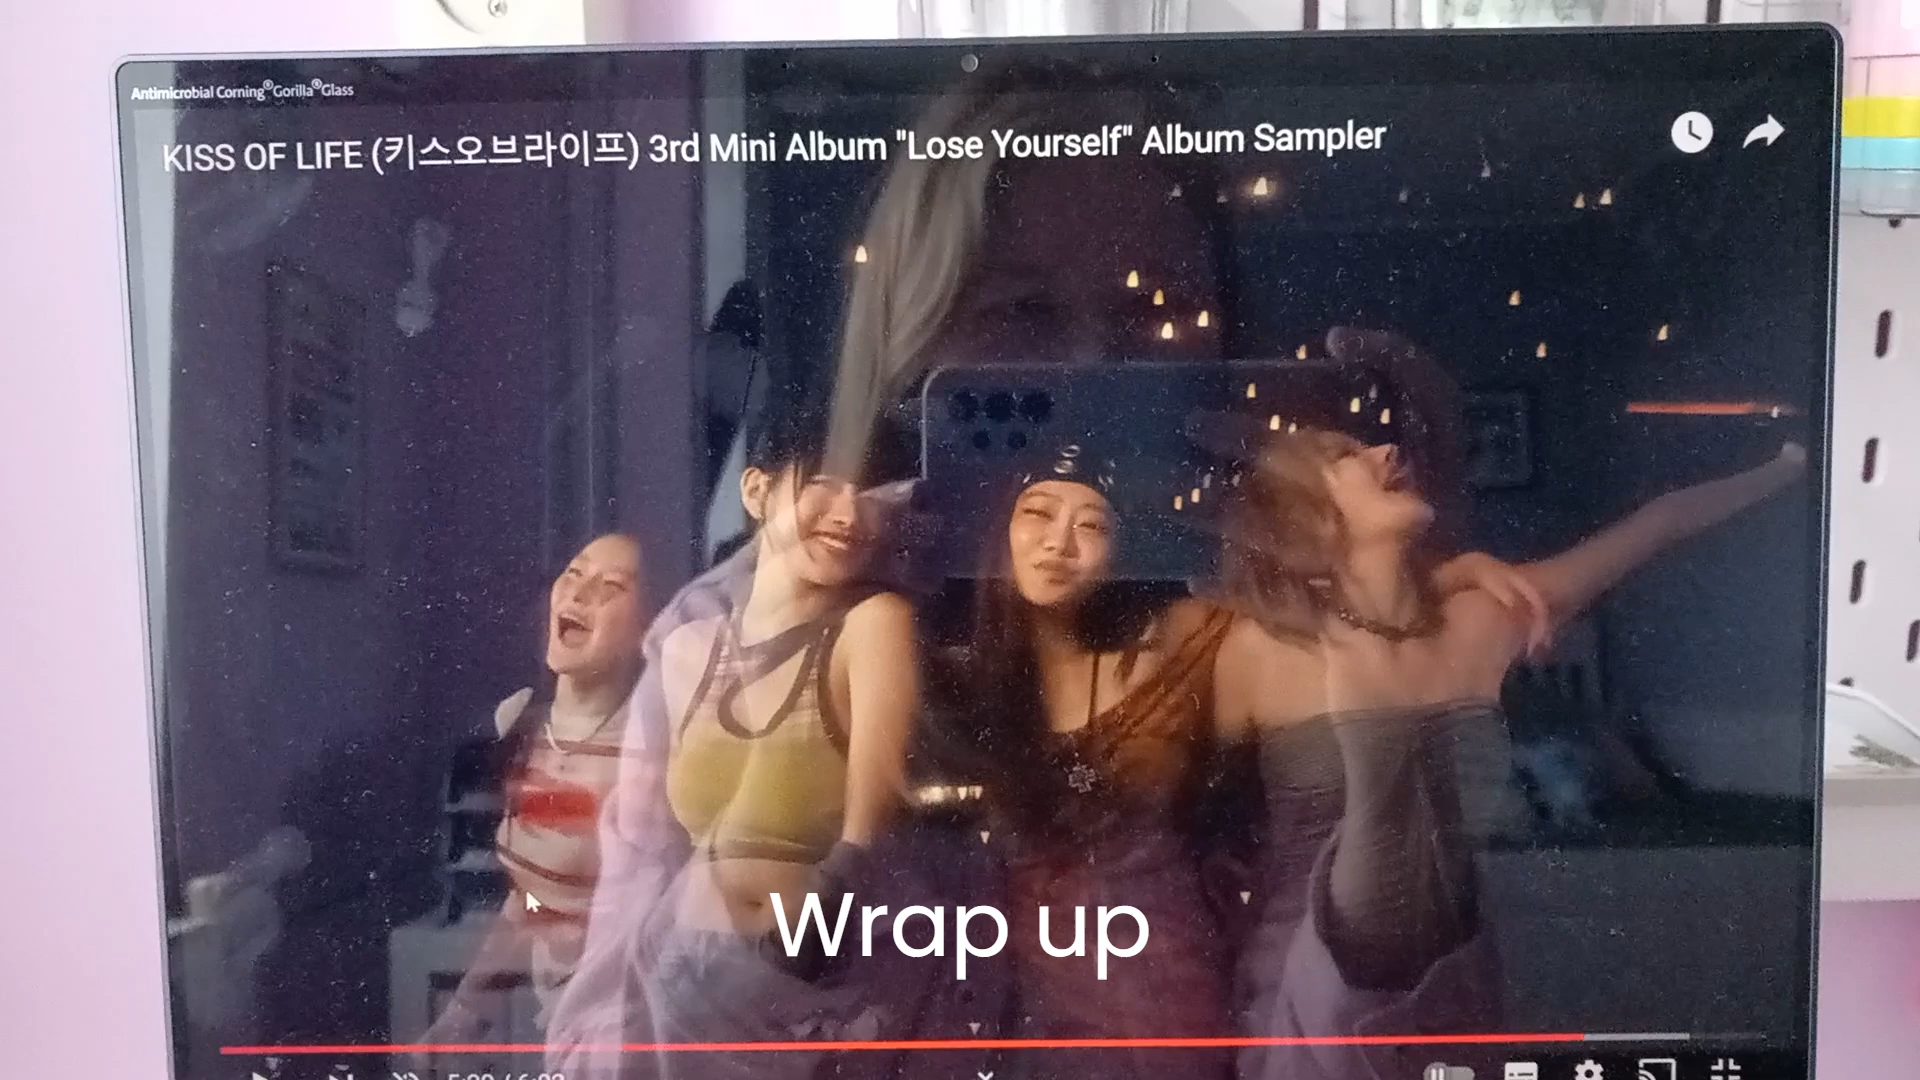 Antimicrobial Corning®Gorilla®Glass
KISS OF LIFE (키스오브라이프) 3rd Mini Album "Lose Yourself" Album Sampler
Wrap up